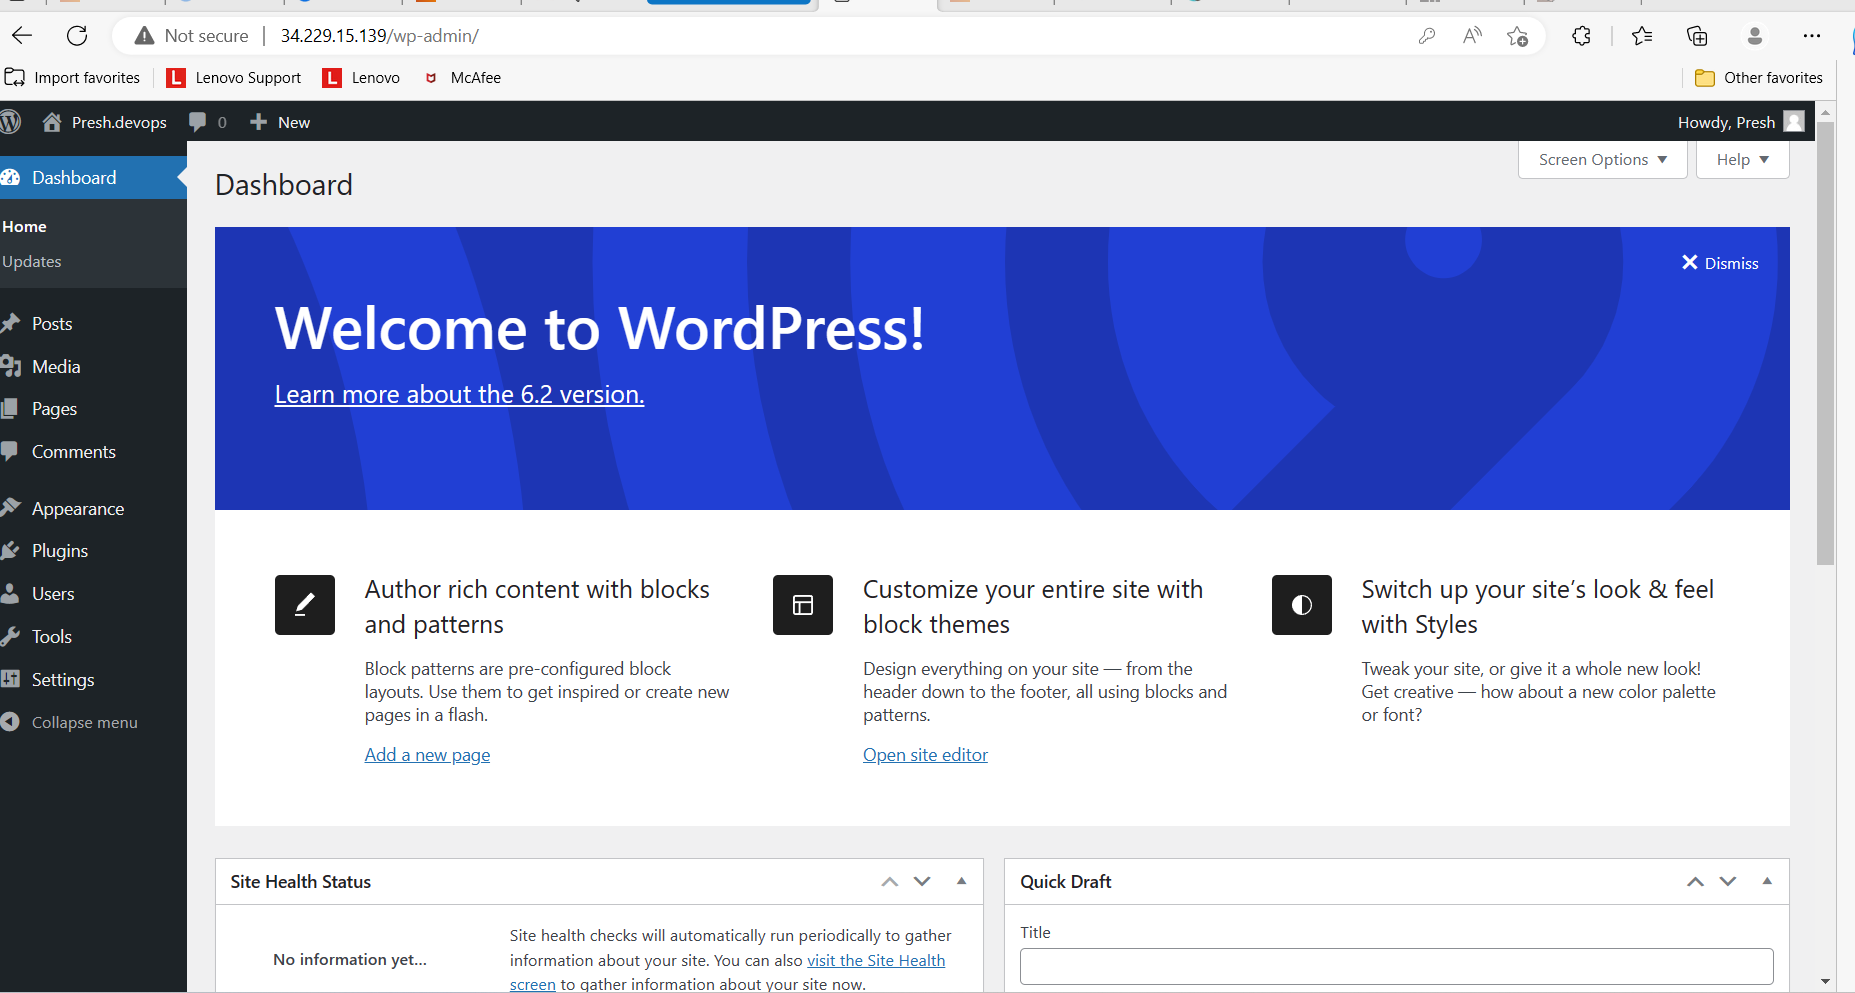 Not secure | 34.229.15.139/wp-admin/
Import favorites
Lenovo Support
Lenovo
McAfee
Other favorites
Presh.devops
0
New
Howdy, Presh
Dashboard
Home
Updates
Posts
Media
Pages
Comments
Appearance
Plugins
Users
Tools
Settings
Collapse menu
Screen Options
Help
Dashboard
Dismiss
Welcome to WordPress!
Learn more about the 6.2 version.
Author rich content with blocks
and patterns
Block patterns are pre-configured block
layouts. Use them to get inspired or create new
pages in a flash.
Add a new page
Customize your entire site with
block themes
Design everything on your site — from the
header down to the footer, all using blocks and
patterns.
Open site editor
Switch up your site’s look & feel
with Styles
Tweak your site, or give it a whole new look!
Get creative — how about a new color palette
or font?
Site Health Status
No information yet...
Site health checks will automatically run periodically to gather
information about your site. You can also visit the Site Health
screen to gather information about your site now.
Quick Draft
Title